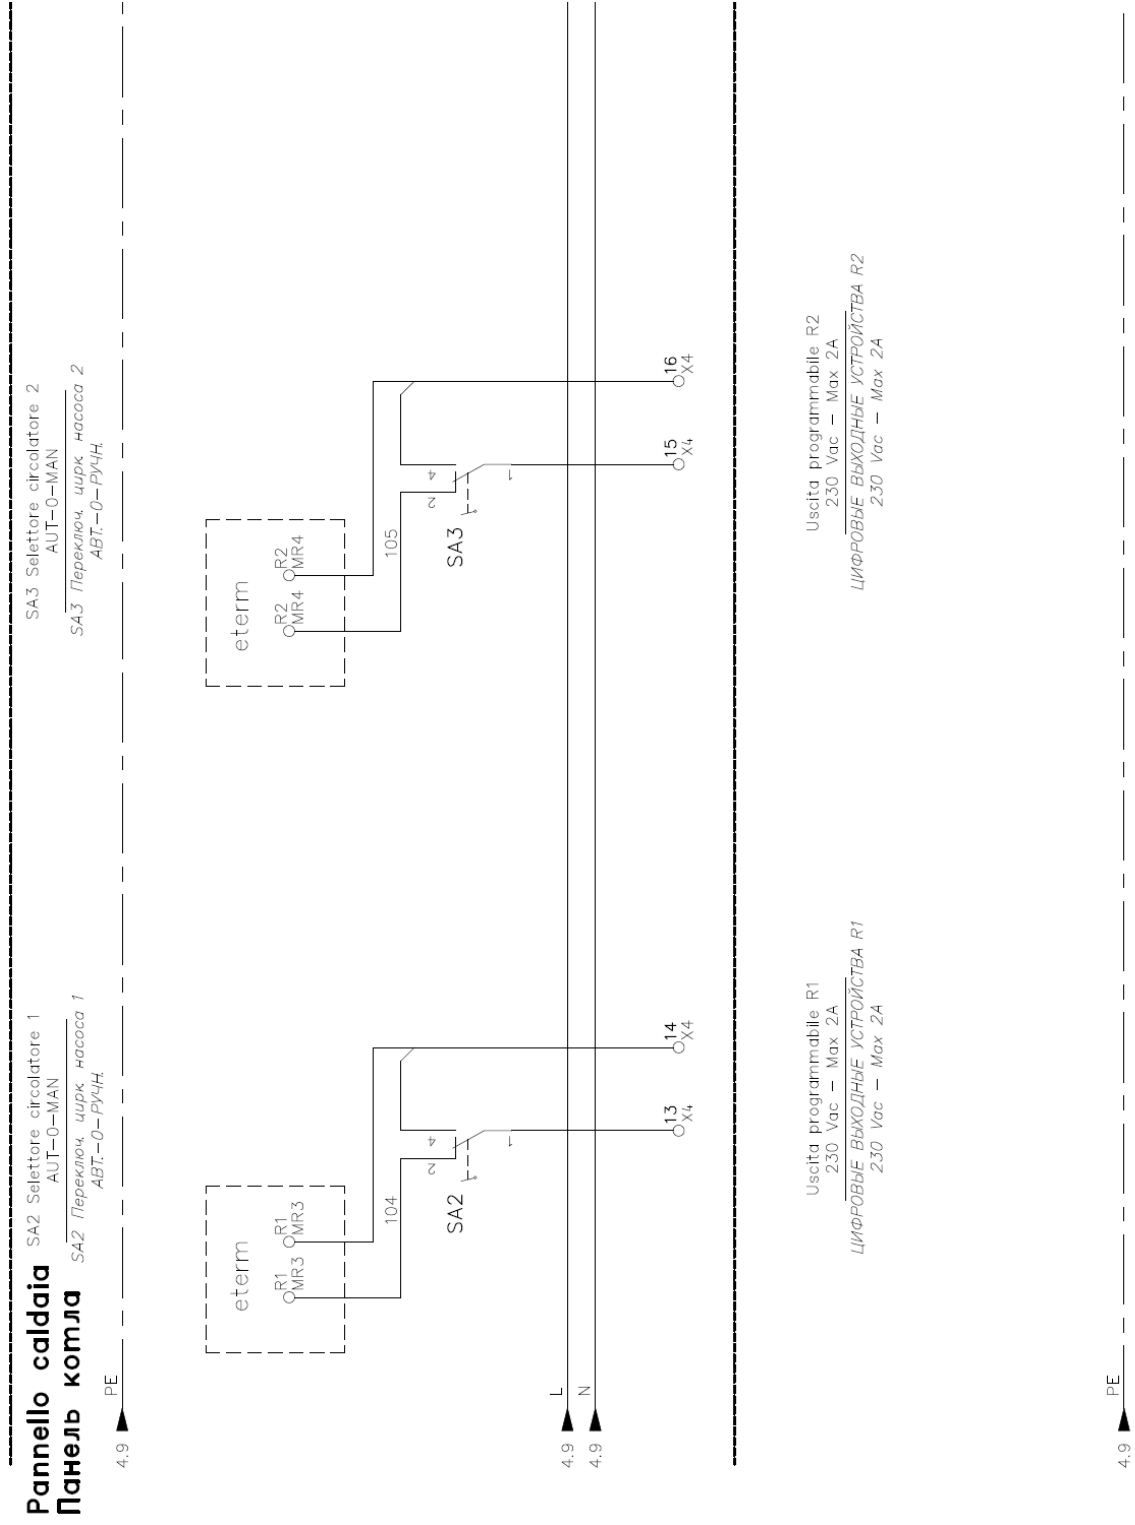 Pannello caldaia
Панель котла
SA2 Selettore circolatore 1
AUT-0-MAN
SA2 Переключ. цирк. насоса 1
АВТ.-0-РУЧН.
SA3 Selettore circolatore 2
AUT-0-MAN
SA3 Переключ. цирк. насоса 2
АВТ.-0-РУЧН.
4.9 PE
eterm
R1
MR3
R1
MR3
104
SA2
2
4
1
eterm
R2
MR4
R2
MR4
105
SA3
2
4
1
4.9 L
4.9 N
13
X4
14
X4
15
X4
16
X4
Uscita programmabile R1
230 Vac - Max 2A
ЦИФРОВЫЕ ВЫХОДНЫЕ УСТРОЙСТВА R1
230 Vac - Max 2A
Uscita programmabile R2
230 Vac - Max 2A
ЦИФРОВЫЕ ВЫХОДНЫЕ УСТРОЙСТВА R2
230 Vac - Max 2A
4.9 PE